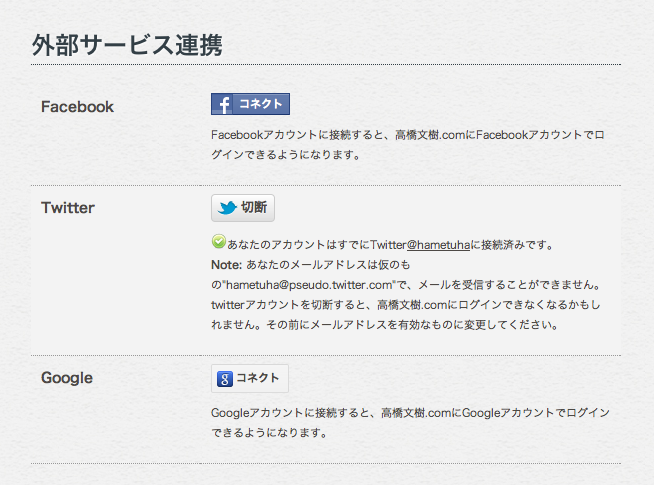 外部サービス連携
Facebook
コネクト
Facebookアカウントに接続すると、高橋文樹.comにFacebookアカウントでロ
グインできるようになります。
Twitter
切断
あなたのアカウントはすでにTwitter@hametuhaに接続済みです。
Note: あなたのメールアドレスは仮のも
の"hametuha@pseudo.twitter.com"で、メールを受信することができません。
twitterアカウントを切断すると、高橋文樹.comにログインできなくなるかもし
れません。その前にメールアドレスを有効なものに変更してください。
Google
コネクト
Googleアカウントに接続すると、高橋文樹.comにGoogleアカウントでログイン
できるようになります。